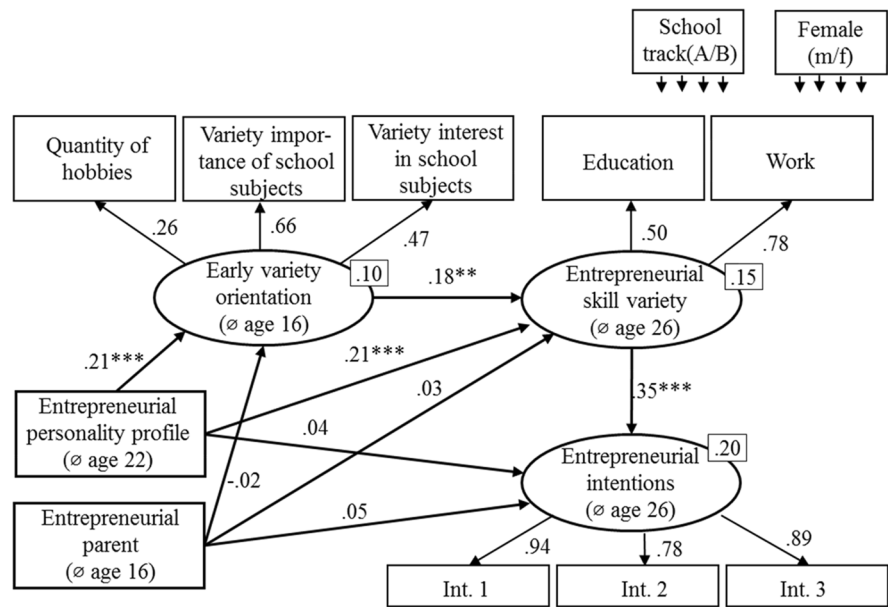 School
track(A/B)
Female
(m/f)
Quantity of
hobbies
Variety impor-
tance of school
subjects
Variety interest
in school
subjects
Education
Work
.26
.66
.47
.50
.78
Early variety
orientation
(⌀ age 16)
.10
.18**
Entrepreneurial
skill variety
(⌀ age 26)
.15
.21***
.21***
.03
.35***
Entrepreneurial
personality profile
(⌀ age 22)
.04
-.02
Entrepreneurial
intentions
(⌀ age 26)
.20
Entrepreneurial
parent
(⌀ age 16)
.05
.94
.78
.89
Int. 1
Int. 2
Int. 3